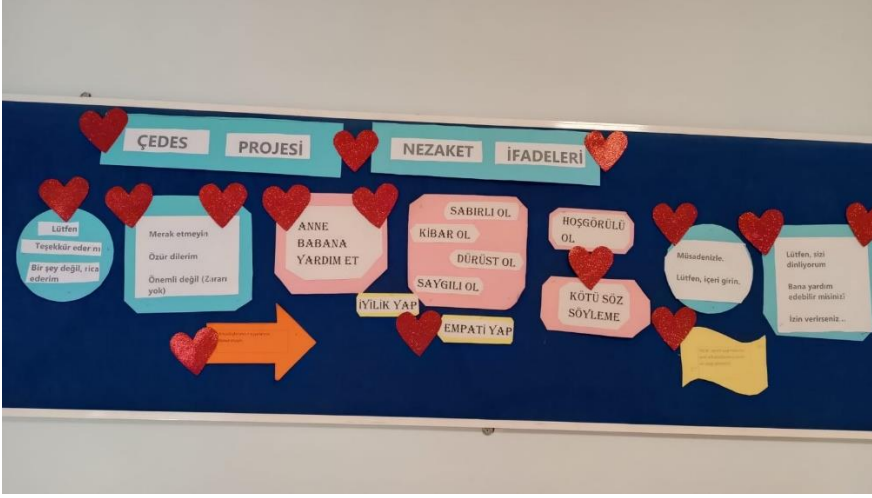 ÇEDES PROJESİ
NEZAKET İFADELERİ
Lütfen
Teşekkür ederim
Bir şey değil, rica
ederim
Merak etmeyin
Özür dilerim
Önemli değil (Zararı
yok)
ANNE
BABANA
YARDIM ET
SABIRLI OL
KİBAR OL
DÜRÜST OL
SAYGILI OL
İYİLİK YAP
EMPATİ YAP
HOŞGÖRÜLÜ
OL
KÖTÜ SÖZ
SÖYLEME
Müsadenizle.
Lütfen, içeri girin.
Lütfen, sizi
dinliyorum
Bana yardım
edebilir misiniz?
İzin verirseniz ..